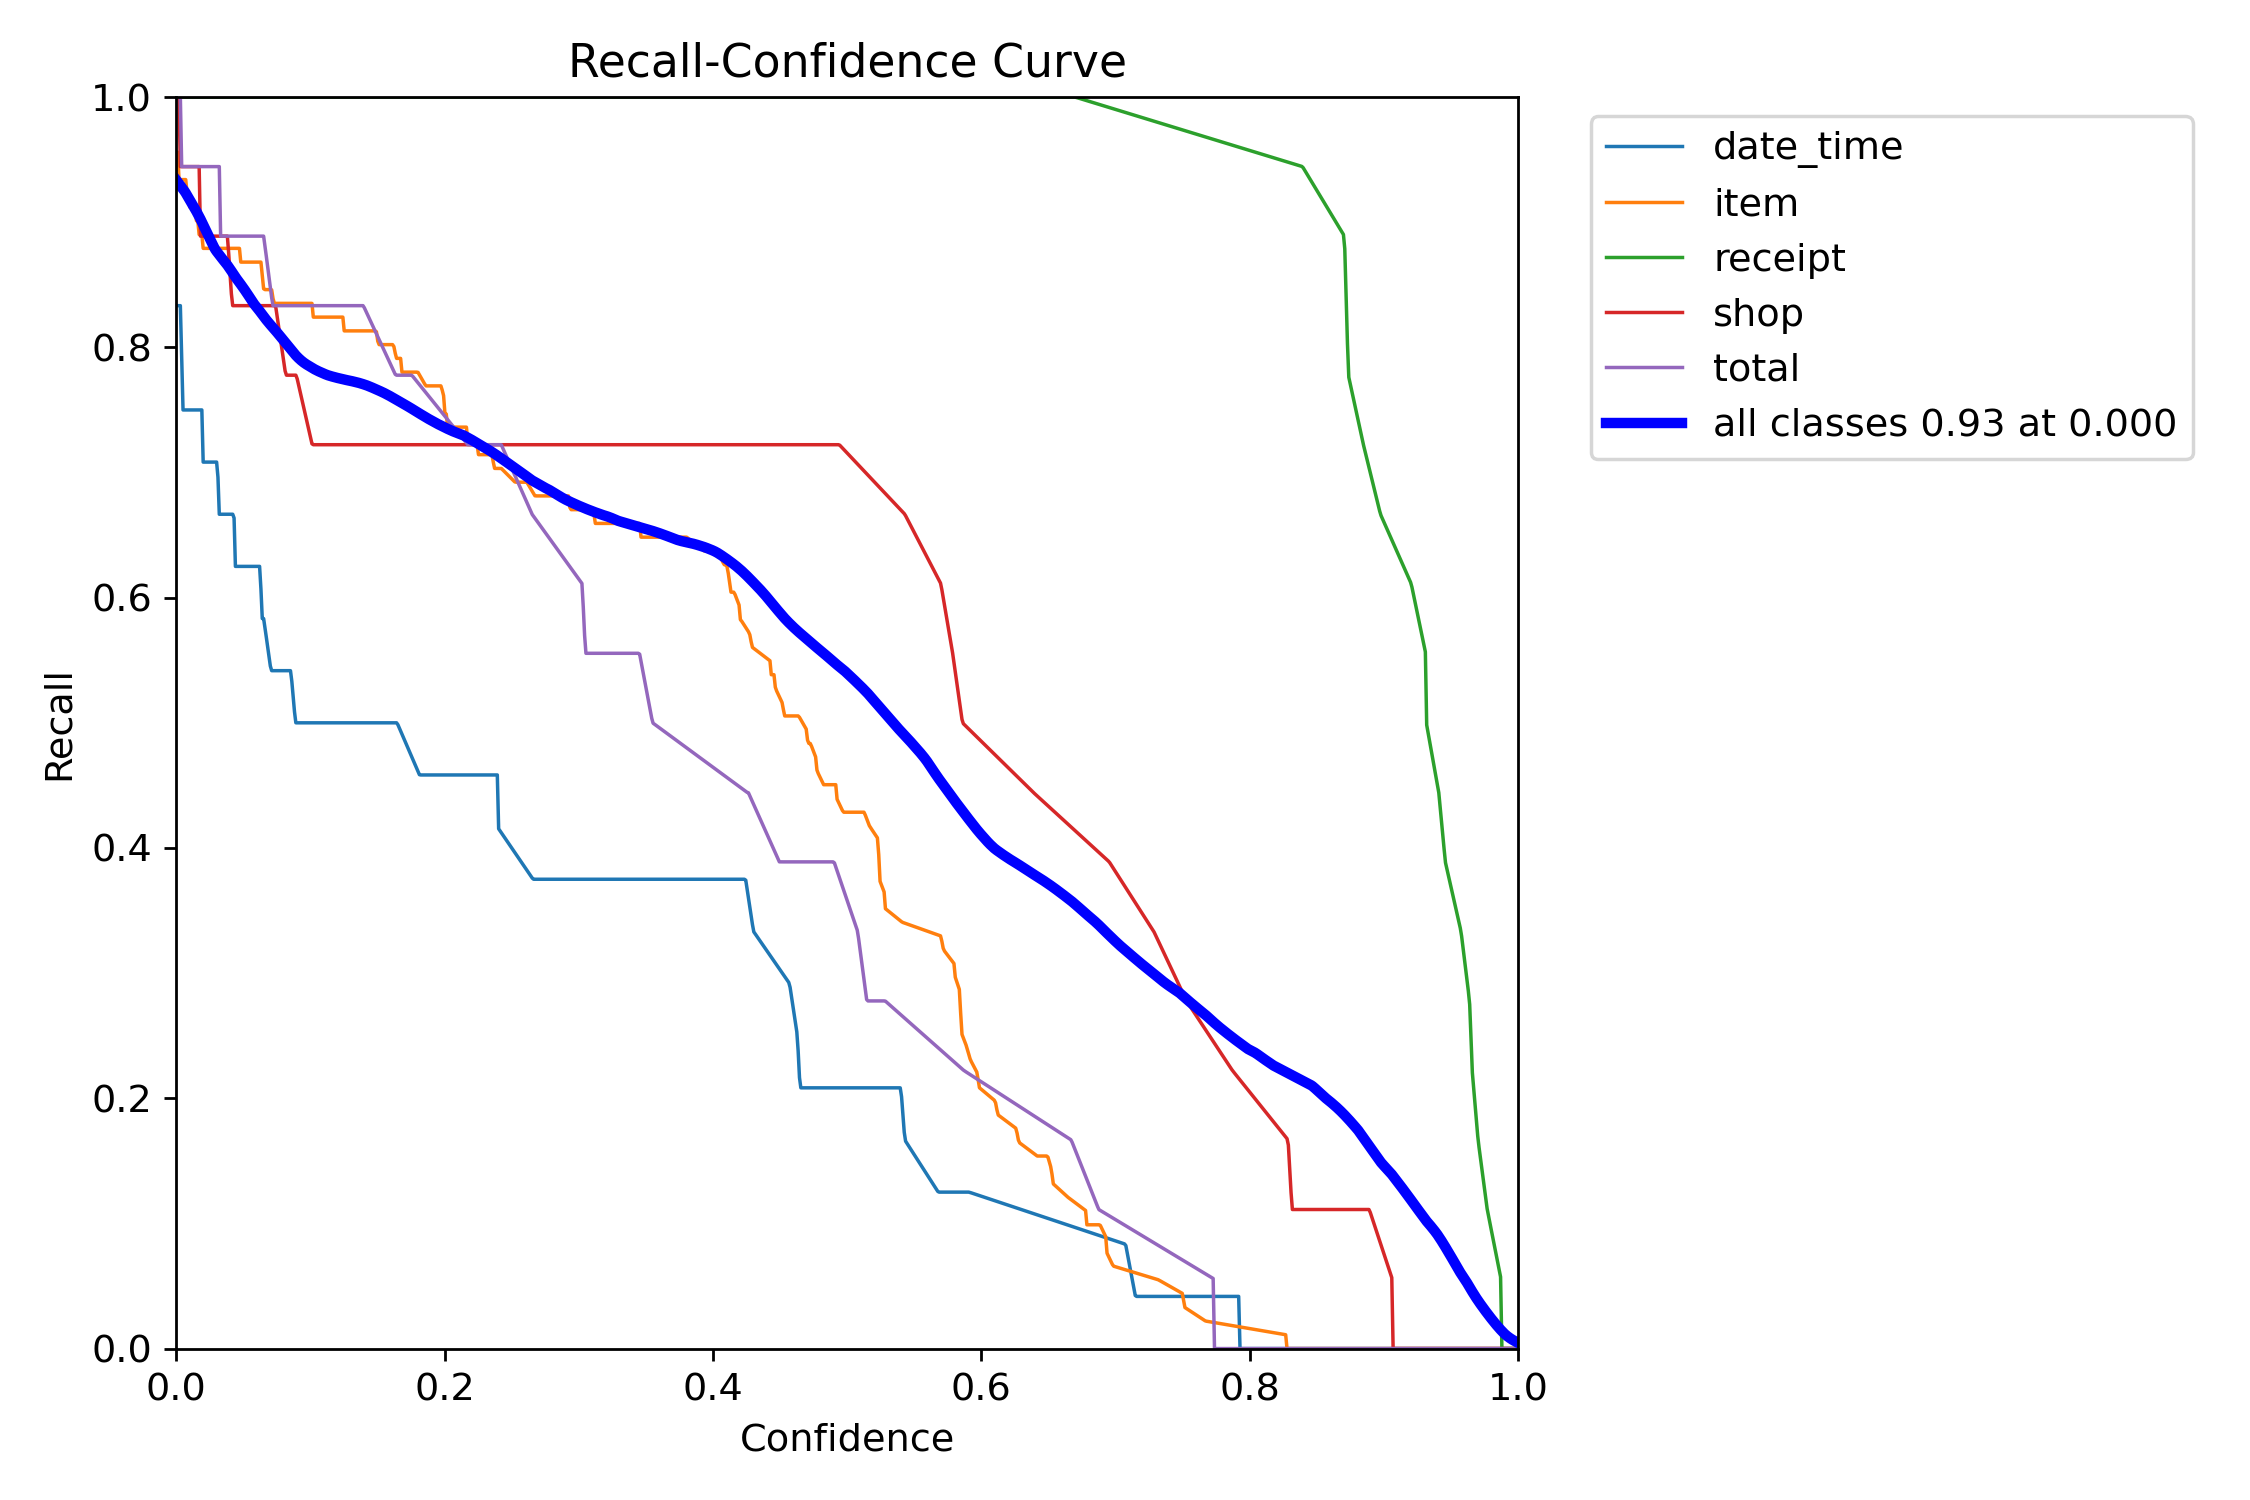 Recall-Confidence Curve
1.0
0.8
0.6
0.4
0.2
0.0
Recall
0.0 0.2 0.4 0.6 0.8 1.0
Confidence
date_time
item
receipt
shop
total
all classes 0.93 at 0.000